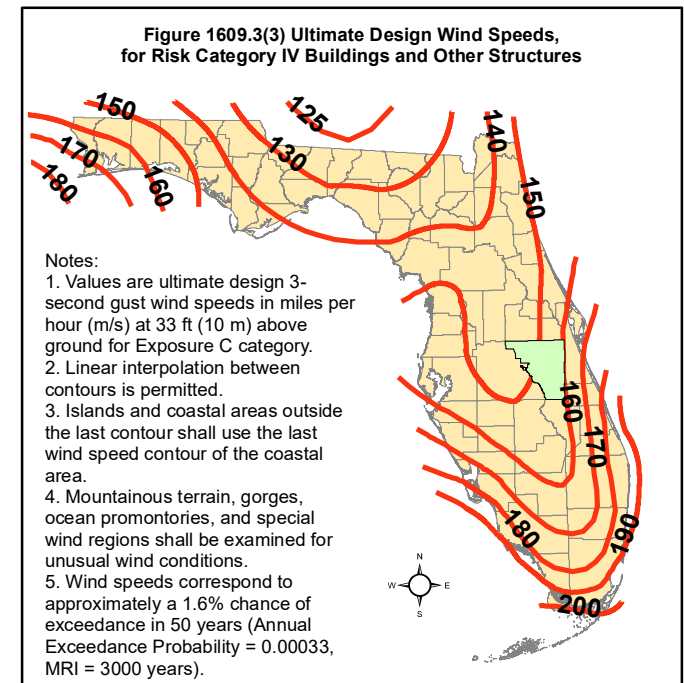 Figure 1609.3(3) Ultimate Design Wind Speeds,
for Risk Category IV Buildings and Other Structures
150
125
140
170
130
180
160
150
Notes:
1. Values are ultimate design 3-
second gust wind speeds in miles per
hour (m/s) at 33 ft (10 m) above
ground for Exposure C category.
2. Linear interpolation between
contours is permitted.
3. Islands and coastal areas outside
the last contour shall use the last
wind speed contour of the coastal
area.
4. Mountainous terrain, gorges,
ocean promontories, and special
wind regions shall be examined for
unusual wind conditions.
5. Wind speeds correspond to
approximately a 1.6% chance of
exceedance in 50 years (Annual
Exceedance Probability = 0.00033,
MRI = 3000 years).
160
170
180
190
200
N
W E
S